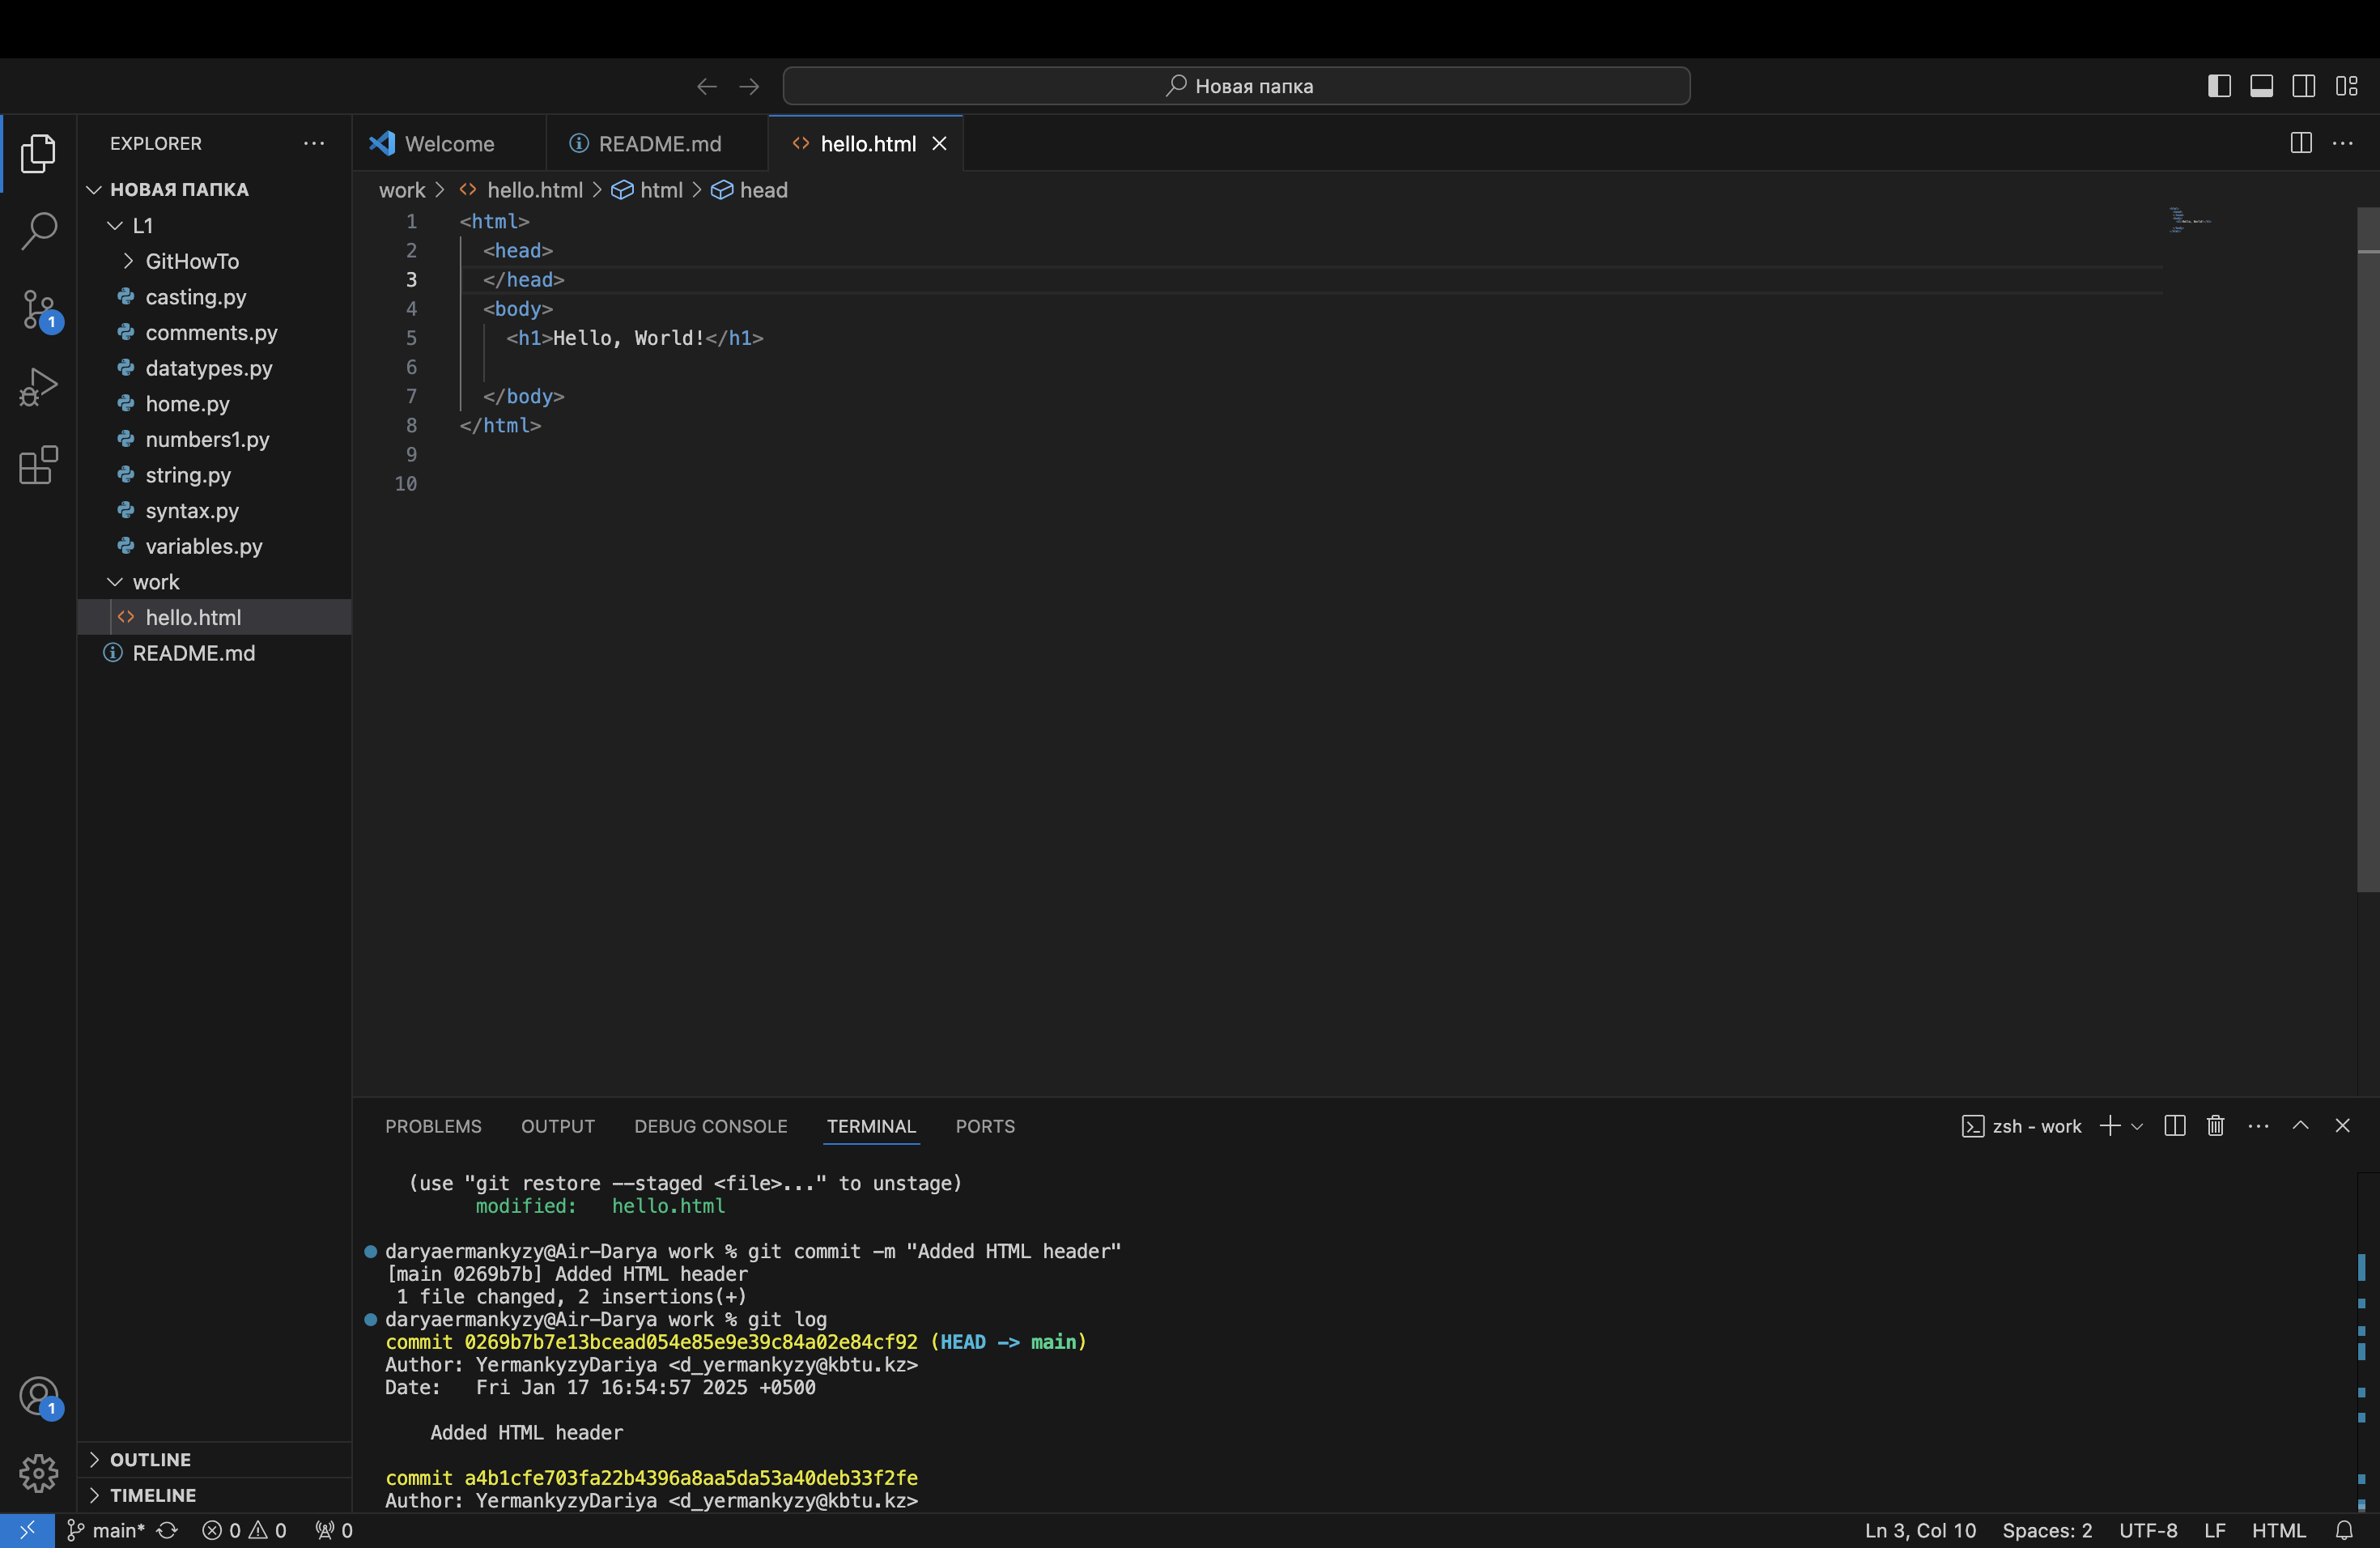 Новая папка
EXPLORER
НОВАЯ ПАПКА
L1
GitHowTo
casting.py
comments.py
datatypes.py
home.py
numbers1.py
string.py
syntax.py
variables.py
work
hello.html
README.md
OUTLINE
TIMELINE
1
1
Welcome
README.md
hello.html
work > hello.html > html > head
1 <html>
2 <head>
3 </head>
4 <body>
5 <h1>Hello, World!</h1>
6
7 </body>
8 </html>
9
10
PROBLEMS OUTPUT DEBUG CONSOLE TERMINAL PORTS
zsh - work
(use "git restore --staged <file>..." to unstage)
modified: hello.html
daryaermankyzy@Air-Darya work % git commit -m "Added HTML header"
[main 0269b7b] Added HTML header
1 file changed, 2 insertions(+)
daryaermankyzy@Air-Darya work % git log
commit 0269b7b7e13bcead054e85e9e39c84a02e84cf92 (HEAD -> main)
Author: YermankyzyDariya <d_yermankyzy@kbtu.kz>
Date: Fri Jan 17 16:54:57 2025 +0500
Added HTML header
commit a4b1cfe703fa22b4396a8aa5da53a40deb33f2fe
Author: YermankyzyDariya <d_yermankyzy@kbtu.kz>
main* 0 0 0 Ln 3, Col 10 Spaces: 2 UTF-8 LF HTML